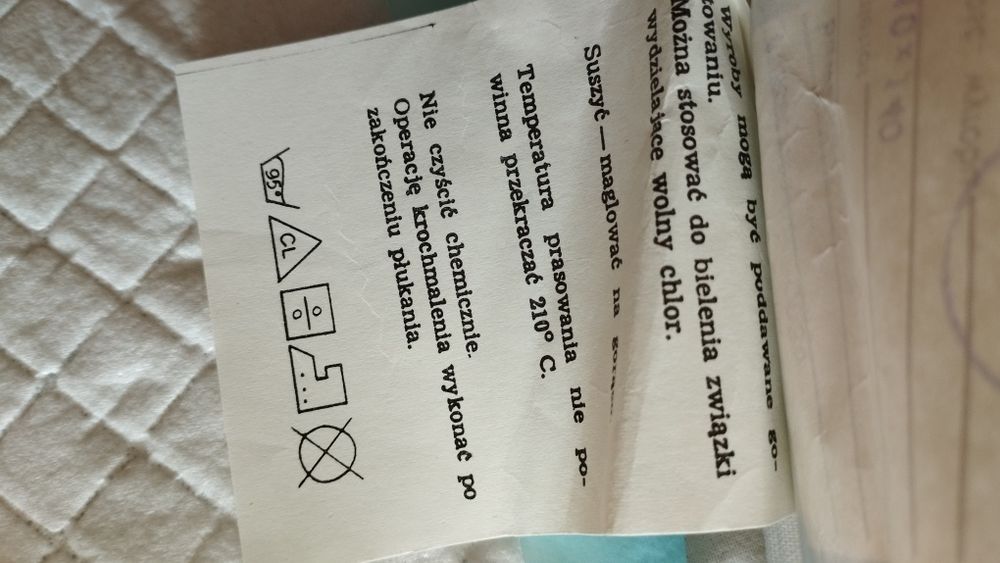 Wyroby mogą być poddawane go-
towaniu.
Można stosować do bielenia związki
wydzielające wolny chlor.
Suszyć — maglować na
Temperatura prasowania nie po-
winna przekraczać 210° C.
Nie czyścić chemicznie.
Operację krochmalenia wykonać po
zakończeniu płukania.
95°
CL